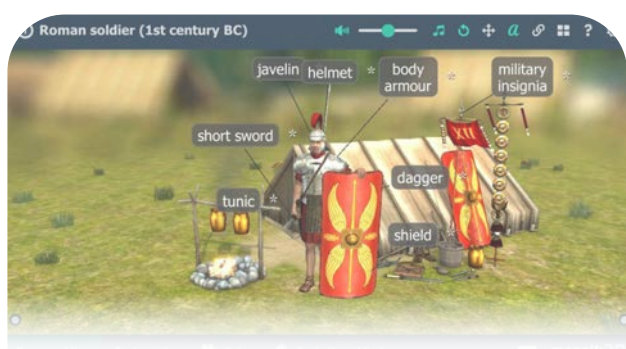 Roman soldier (1st century BC)
a
?
javelin
helmet
body
armour
military
insignia
XII
short sword
dagger
tunic
shield